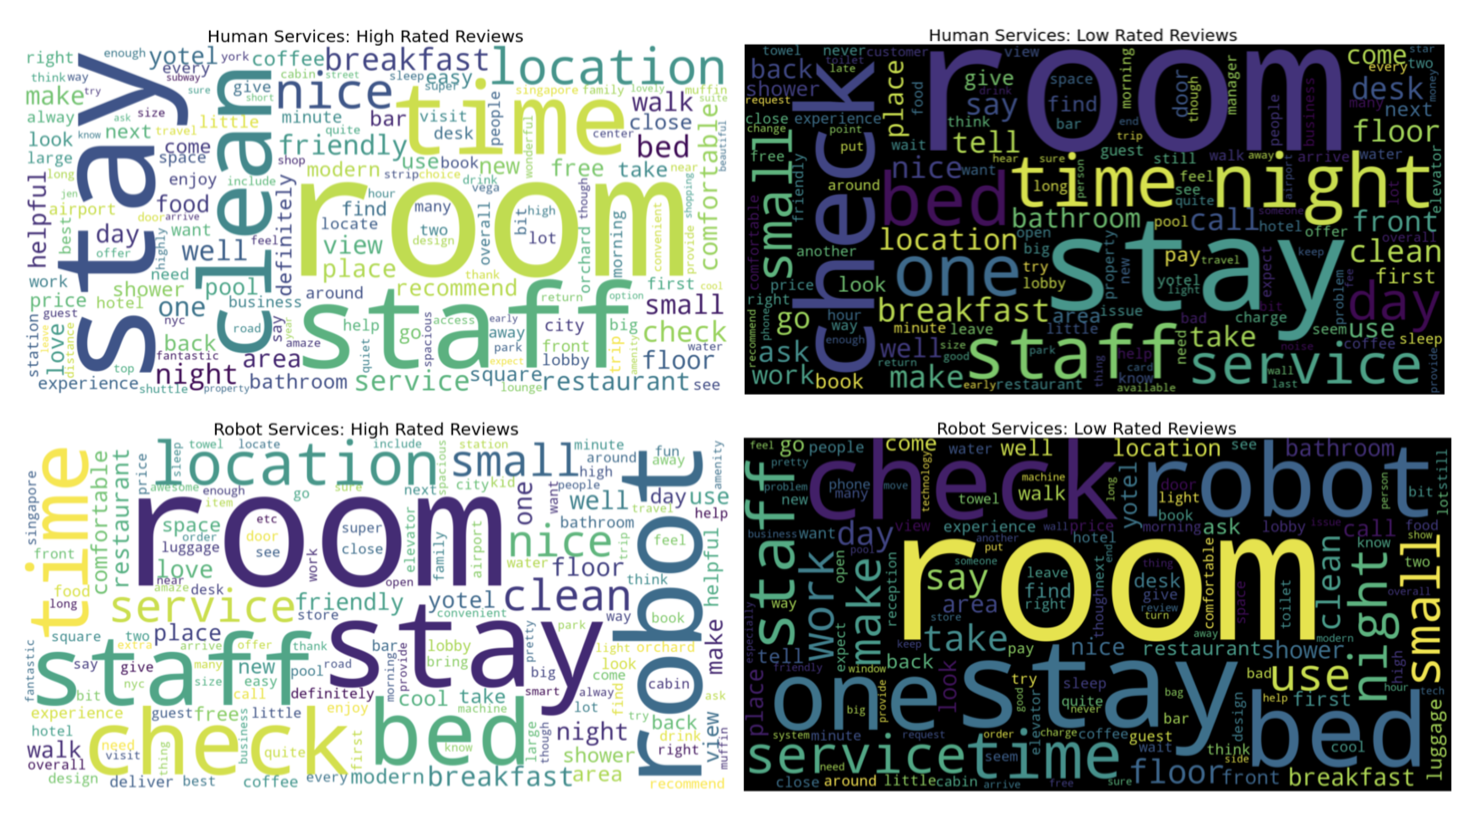 Human Services: High Rated Reviews
right
enough
yotel
york
coffee
breakfast
location
think
way
every
subway
cabin
street
sleep
easy
super
people
singapore
family
lovely
muffin
make
try
size
sure
give
short
nice
time
walk
suite
alway
ask
next
travel
little
minute
bar
visit
desk
wonderful
center
close
beautiful
look
know
stay
come
clean
quite
friendly
use
book
new
free
take
bed
near
large
space
shop
modern
strip
choice
drink
comfortable
long
jen
enjoy
include
definitely
hour
vega
shopping
helpful
airport
door
arrive
food
room
find
many
high
though
locate
two
overall
bit
lot
orchard
morning
convenient
provide
best
day
want
feel
view
design
offer
highly
well
place
thank
work
need
pool
recommend
first
cool
price
shower
hotel
one
business
around
return
option
small
station
love
guest
nyc
road
say
year
staff
help
go
access
early
city
big
check
leave
distance
back
amaze
quiet
spacious
away
park
front
trip
amenity
water
top
fantastic
area
expect
lobby
floor
experience
night
bathroom
service
square
restaurant
see
shuttle
property
lounge
Human Services: Low Rated Reviews
towel
never
customer
view
come
star
back
toilet
late
room
every
two
shower
place
food
give
drink
space
morning
door
though
manager
people
business
many
desk
money
request
check
say
find
next
close
experience
bar
change
point
put
wait
think
tell
end
trip
floor
free
small
friendly
nice
want
hear
sure
guest
still
walk
away
arrive
water
elevator
around
bed
long
person
time
night
feel
see
quite
airport
lot
comfortable
bathroom
pool
call
someone
hotel
offer
front
another
location
open
big
stay
keep
overall
clean
price
look
one
try
lobby
property
new
pay
travel
expect
problem
fee
first
right
go
hour
way
breakfast
area
issue
light
bit
day
recommend
phone
enough
minute
leave
little
bad
charge
seem
use
ask
well
size
good
staff
need
take
noise
coffee
sleep
work
return
park
help
service
book
make
early
restaurant
thing
card
know
available
wall
last
provide
Robot Services: High Rated Reviews
towel
locate
include
station
minute
fun
time
price
sleep
location
spacious
small
around
high
away
amenity
singapore
comfortable
restaurant
awesome
enough
go
sure
next
city
kid
one
want
people
well
day
use
item
room
travel
help
space
etc
super
bathroom
robot
order
door
elevator
family
airport
nice
trip
feel
front
luggage
see
close
work
water
floor
helpful
love
near
amaze
desk
open
clean
think
food
long
service
friendly
store
yotel
convenient
book
square
two
place
extra
arrive
offer
thank
stay
bar
lobby
pretty
park
light
orchard
make
fantastic
staff
say
give
many
new
pool
road
morning
provide
bring
look
come
bit
nyc
size
easy
call
definitely
cool
take
big
smart
alway
find
cabin
ask
experience
guest
free
little
enjoy
machine
bed
lot
try
hotel
check
need
business
first
large
though
night
back
drink
view
walk
visit
thing
quite
know
shower
right
muffin
overall
design
deliver
best
coffee
every
modern
breakfast
area
recommend
Robot Services: Low Rated Reviews
feel
go
people
come
water
well
location
see
bathroom
pretty
staff
check
technology
machine
robot
problem
new
phone
many
move
towel
walk
long
yotel
door
light
book
person
bit
lot
still
business
want
day
view
experience
wall
price
hotel
morning
ask
lobby
issue
call
food
show
another
put
end
know
two
work
open
pool
make
reception
say
room
leave
find
right
desk
thing
give
review
turn
comfortable
space
toilet
clean
night
small
way
area
store
though
next
overall
especially
tell
expect
keep
take
pay
away
nice
restaurant
shower
modern
high
friendly
back
window
look
try
sleep
bad
use
place
one
stay
good
quite
never
bag
help
first
hour
tech
big
provide
elevator
bar
design
bed
luggage
system
minute
request
order
charge
coffee
guest
service
time
seem
wait
think
side
cool
need
close
around
little
cabin
arrive
free
sure
floor
front
breakfast